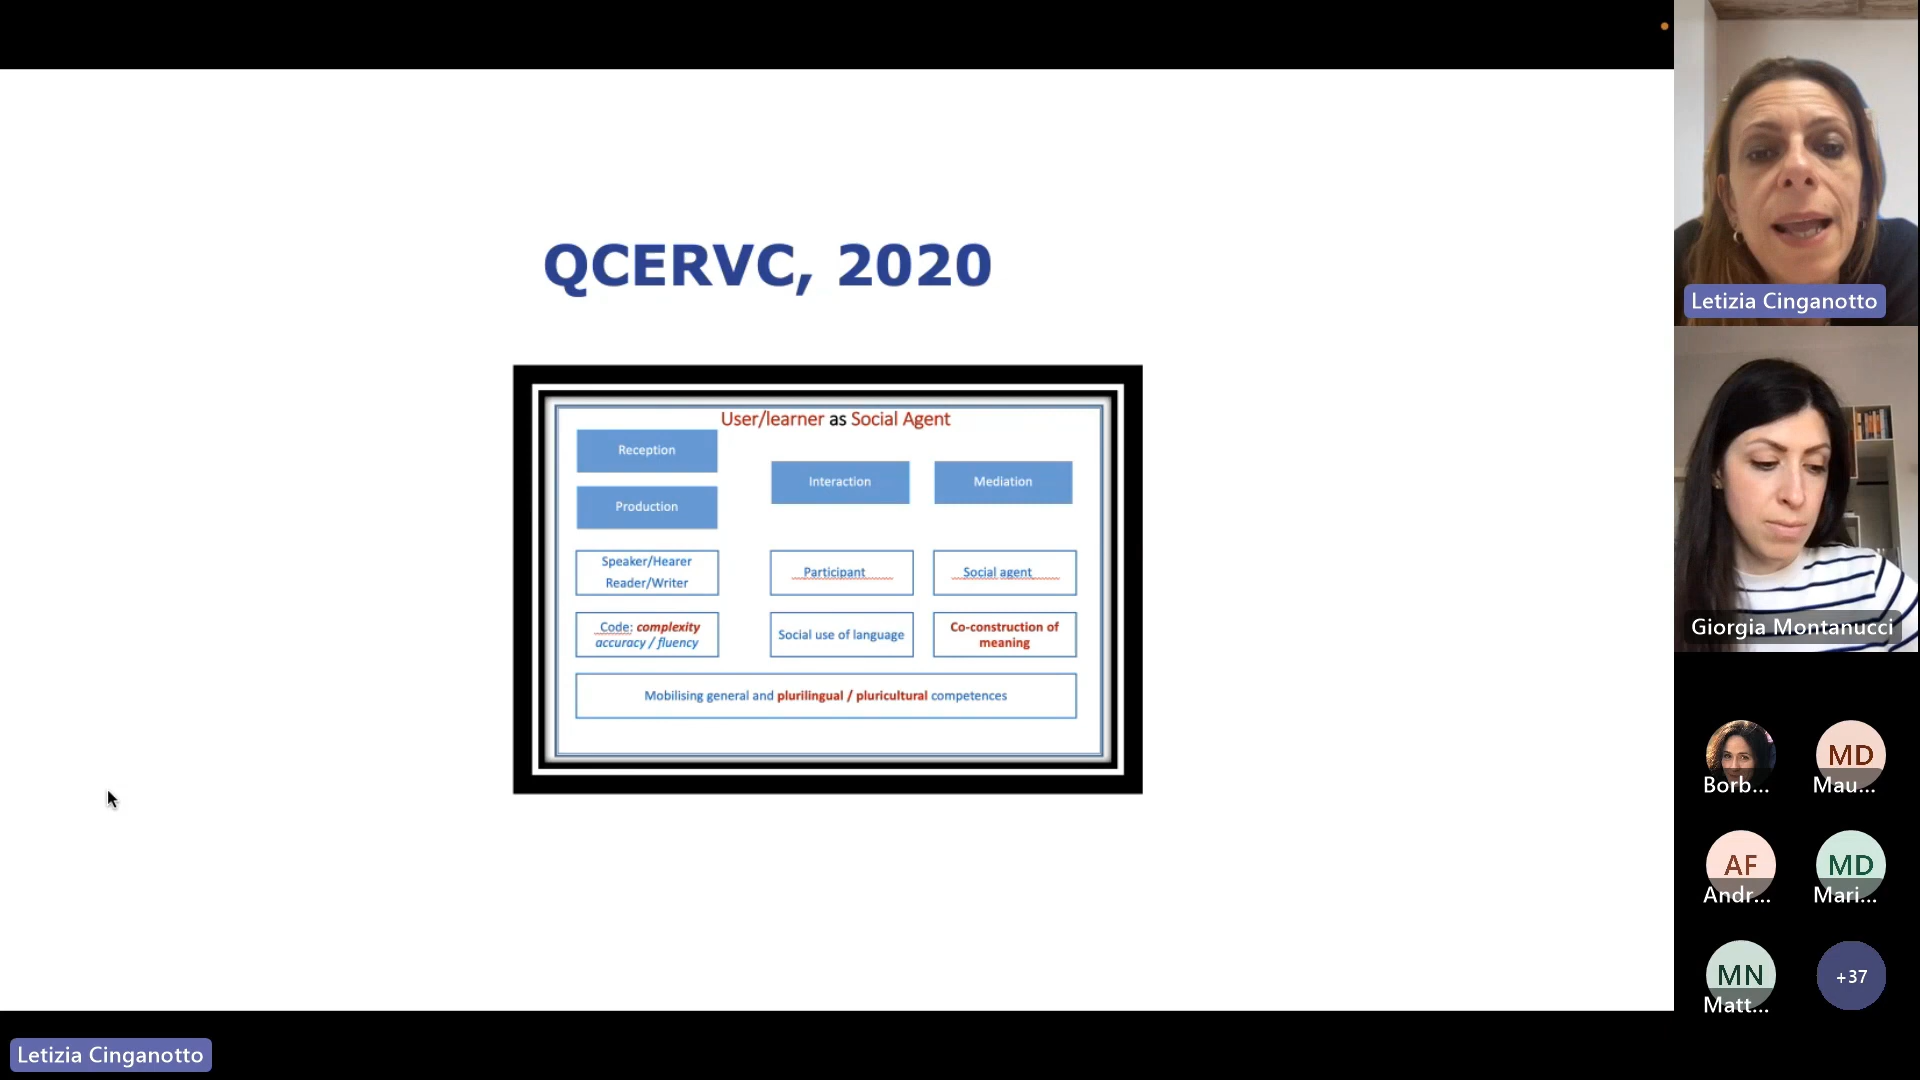 QCERVC, 2020
User/learner as Social Agent
Reception
Production
Interaction
Mediation
Speaker/Hearer
Reader/Writer
Participant
Social agent
Code: complexity
accuracy / fluency
Social use of language
Co-construction of
meaning
Mobilising general and plurilingual / pluricultural competences
Letizia Cinganotto
Giorgia Montanucci
Borb...
MD
Mau...
AF
Andr...
MD
Mari...
MN
Matt...
+37
Letizia Cinganotto